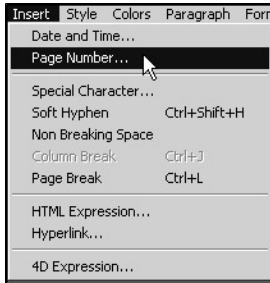 Insert Style Colors Paragraph For
Date and Time...
Page Number...
Special Character...
Soft Hyphen Ctrl+Shift+H
Non Breaking Space
Column Break Ctrl+J
Page Break Ctrl+L
HTML Expression...
Hyperlink...
4D Expression...